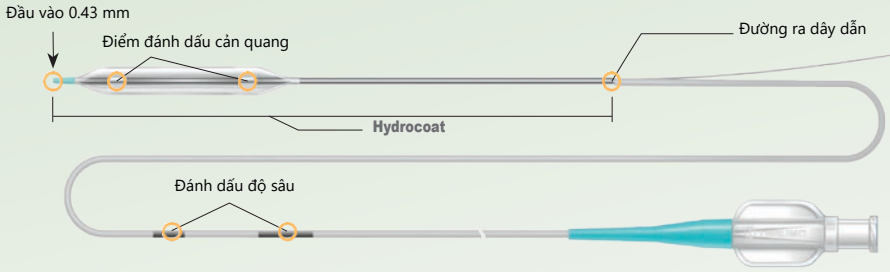 Đầu vào 0.43 mm
Điểm đánh dấu cản quang
Đường ra dây dẫn
Hydrocoat
Đánh dấu độ sâu